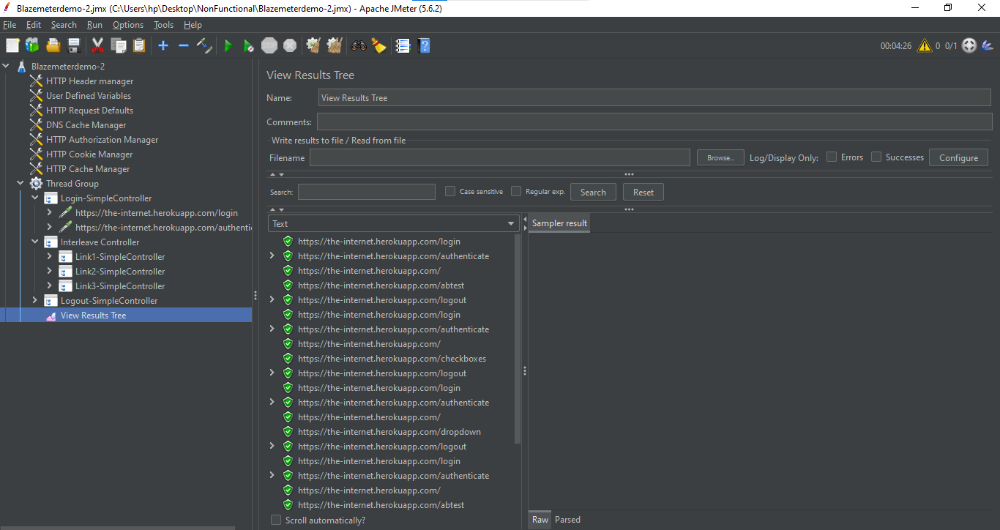 Blazemeterdemo-2.jmx (C:\Users\hp\Desktop\NonFunctional\Blazemeterdemo-2.jmx) - Apache JMeter (5.6.2)
File Edit Search Run Options Tools Help
STOP
00:04:26 0 0/1
Blazemeterdemo-2
HTTP Header manager
User Defined Variables
HTTP Request Defaults
DNS Cache Manager
HTTP Authorization Manager
HTTP Cookie Manager
HTTP Cache Manager
Thread Group
Login-SimpleController
https://the-internet.herokuapp.com/login
https://the-internet.herokuapp.com/authenti
Interleave Controller
Link1-SimpleController
Link2-SimpleController
Link3-SimpleController
Logout-SimpleController
View Results Tree
View Results Tree
Name: View Results Tree
Comments:
Write results to file / Read from file
Filename Browse... Log/Display Only: Errors Successes Configure
Search: Case sensitive Regular exp. Search Reset
Text
https://the-internet.herokuapp.com/login
https://the-internet.herokuapp.com/authenticate
https://the-internet.herokuapp.com/
https://the-internet.herokuapp.com/abtest
https://the-internet.herokuapp.com/logout
https://the-internet.herokuapp.com/login
https://the-internet.herokuapp.com/authenticate
https://the-internet.herokuapp.com/
https://the-internet.herokuapp.com/checkboxes
https://the-internet.herokuapp.com/logout
https://the-internet.herokuapp.com/login
https://the-internet.herokuapp.com/authenticate
https://the-internet.herokuapp.com/
https://the-internet.herokuapp.com/dropdown
https://the-internet.herokuapp.com/logout
https://the-internet.herokuapp.com/login
https://the-internet.herokuapp.com/authenticate
https://the-internet.herokuapp.com/
https://the-internet.herokuapp.com/abtest
Scroll automatically?
Sampler result
Raw Parsed